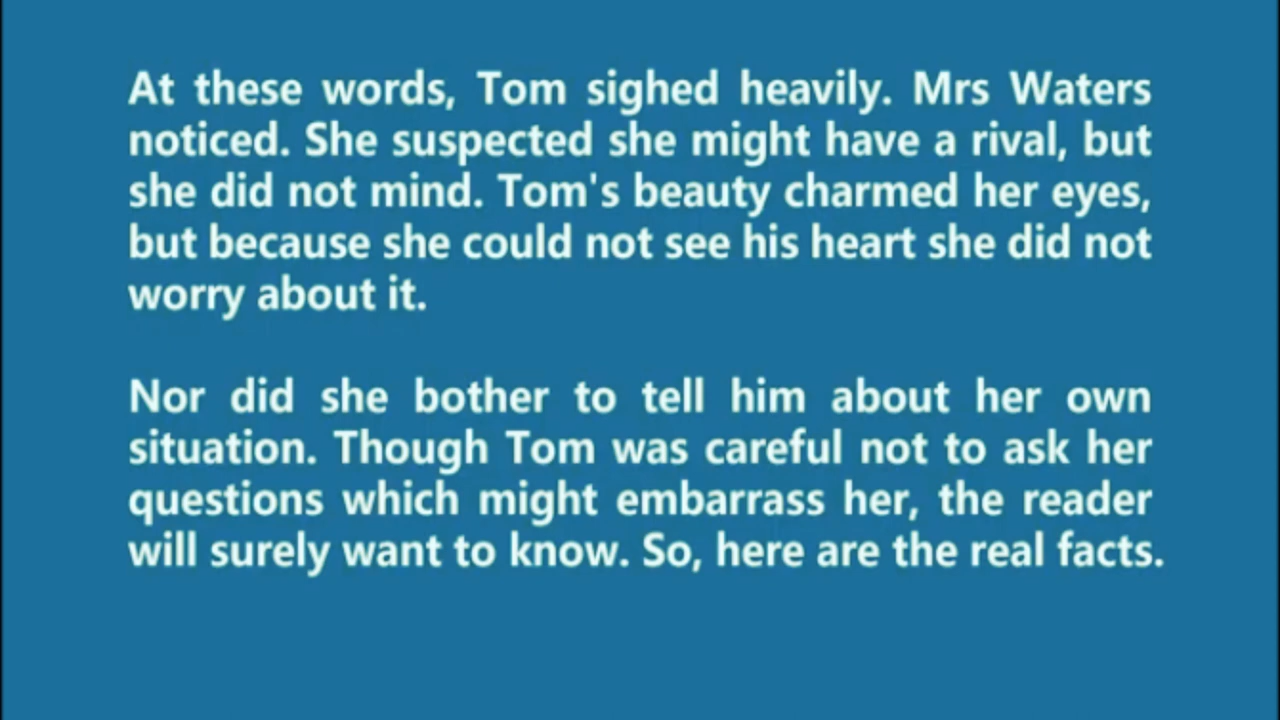 At these words, Tom sighed heavily. Mrs Waters
noticed. She suspected she might have a rival, but
she did not mind. Tom's beauty charmed her eyes,
but because she could not see his heart she did not
worry about it.
Nor did she bother to tell him about her own
situation. Though Tom was careful not to ask her
questions which might embarrass her, the reader
will surely want to know. So, here are the real facts.